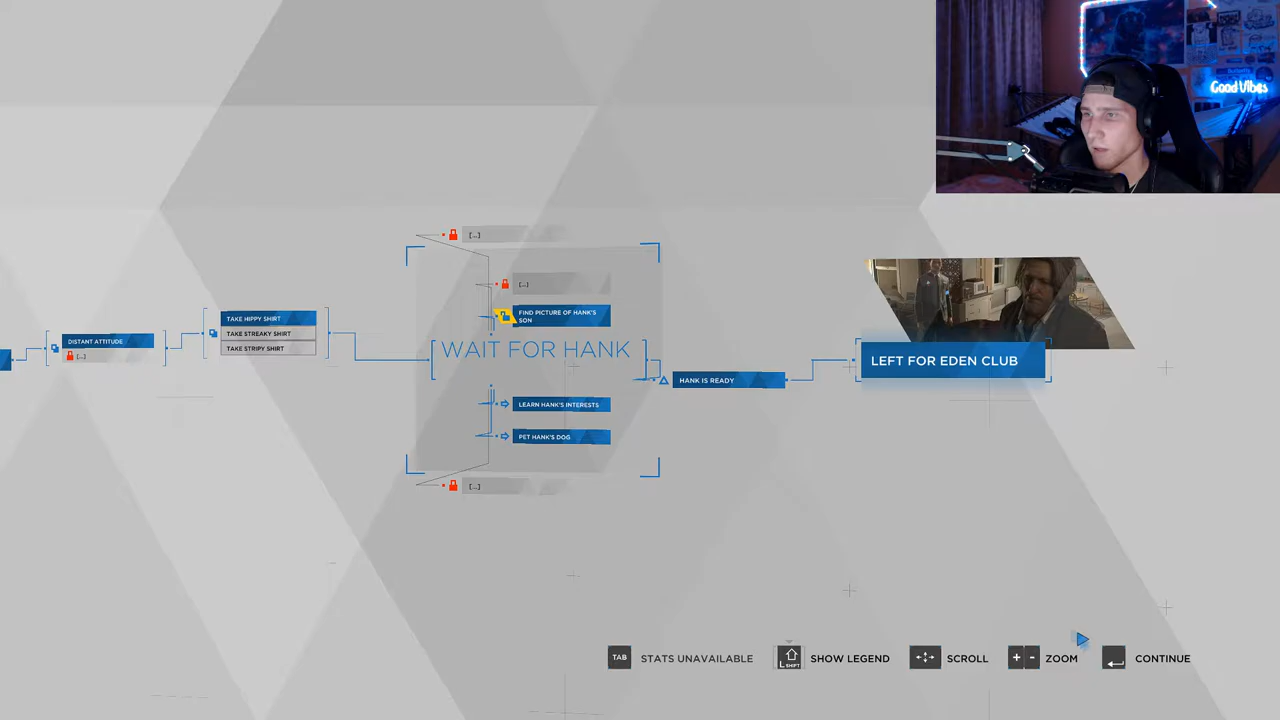 Good Vibes
[...]
[...]
FIND PICTURE OF HANK'S
SON
TAKE HIPPY SHIRT
TAKE STREAKY SHIRT
TAKE STRIPY SHIRT
DISTANT ATTITUDE
[...]
WAIT FOR HANK
HANK IS READY
LEFT FOR EDEN CLUB
LEARN HANK'S INTERESTS
PET HANK'S DOG
[...]
TAB STATS UNAVAILABLE
L SHIFT SHOW LEGEND
SCROLL
+ - ZOOM
CONTINUE